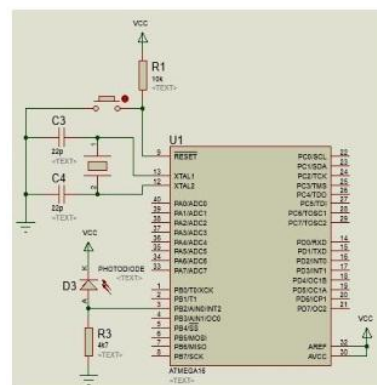 VCC
R1
10k
<TEXT>
C3
22p
<TEXT>
1
2
C4
22p
<TEXT>
VCC
PHOTODIODE
<TEXT>
D3
K
A
R3
4k7
<TEXT>
U1
9 RESET
13 XTAL1
12 XTAL2
40 PA0/ADC0
39 PA1/ADC1
38 PA2/ADC2
37 PA3/ADC3
36 PA4/ADC4
35 PA5/ADC5
34 PA6/ADC6
33 PA7/ADC7
1 PB0/T0/XCK
2 PB1/T1
3 PB2/AIN0/INT2
4 PB3/AIN1/OC0
5 PB4/SS
6 PB5/MOSI
7 PB6/MISO
8 PB7/SCK
PC0/SCL 22
PC1/SDA 23
PC2/TCK 24
PC3/TMS 25
PC4/TDO 26
PC5/TDI 27
PC6/TOSC1 28
PC7/TOSC2 29
PD0/RXD 14
PD1/TXD 15
PD2/INT0 16
PD3/INT1 17
PD4/OC1B 18
PD5/OC1A 19
PD6/ICP1 20
PD7/OC2 21
VCC
AREF 32
AVCC 30
ATMEGA16
<TEXT>